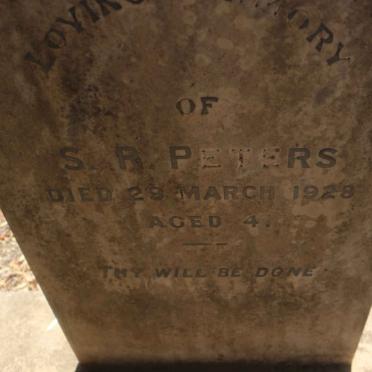 LOVING MEMORY
OF
S. R. PETERS
DIED 29 MARCH 1928
AGED 4.
THY WILL BE DONE